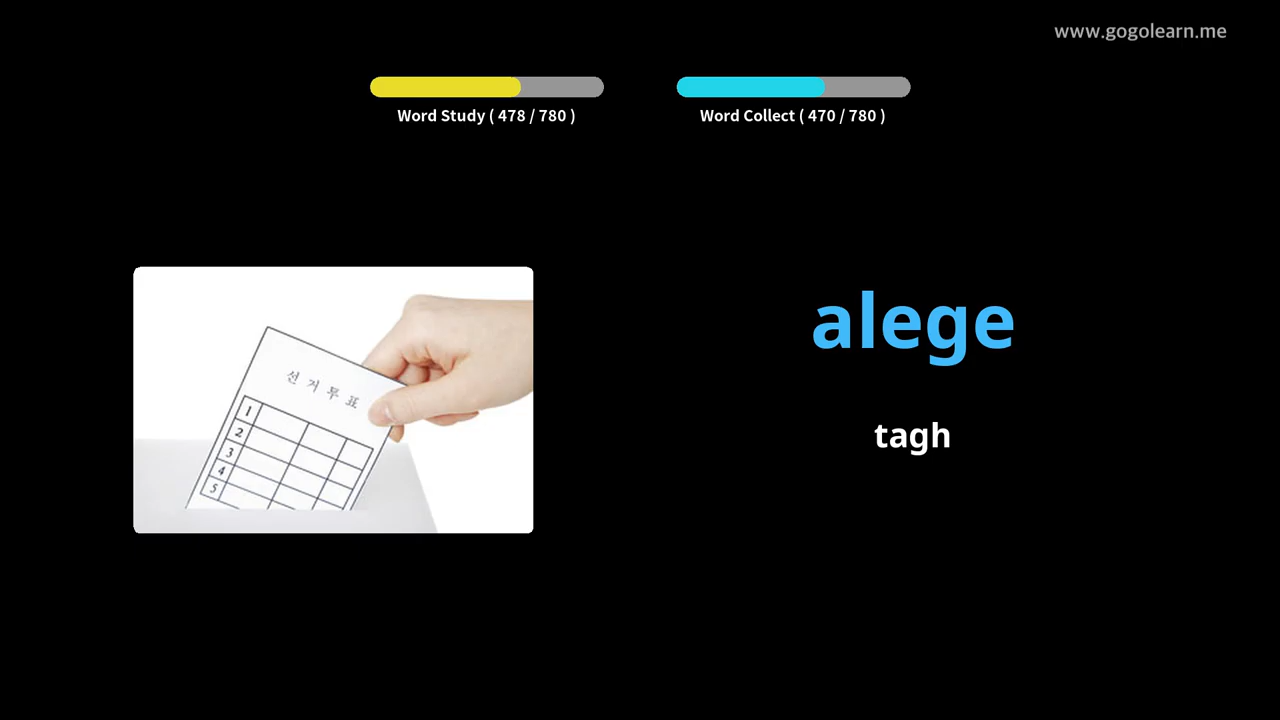 www.gogolearn.me
Word Study ( 478 / 780 )
Word Collect ( 470 / 780 )
선거투표
1
2
3
4
5
alege
tagh